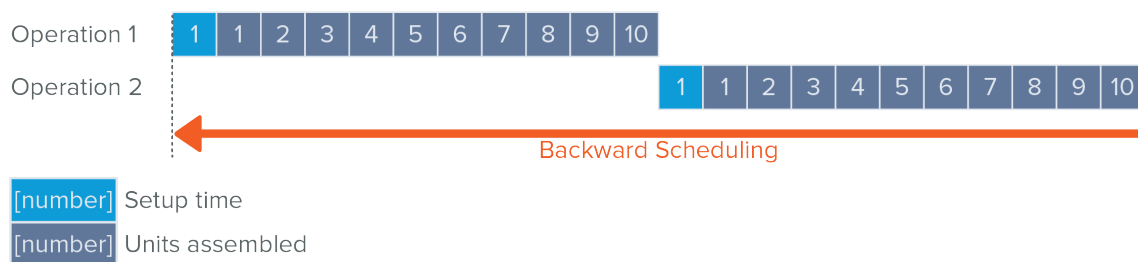 Operation 1 1 1 2 3 4 5 6 7 8 9 10
Operation 2 1 1 2 3 4 5 6 7 8 9 10
Backward Scheduling
[number] Setup time
[number] Units assembled